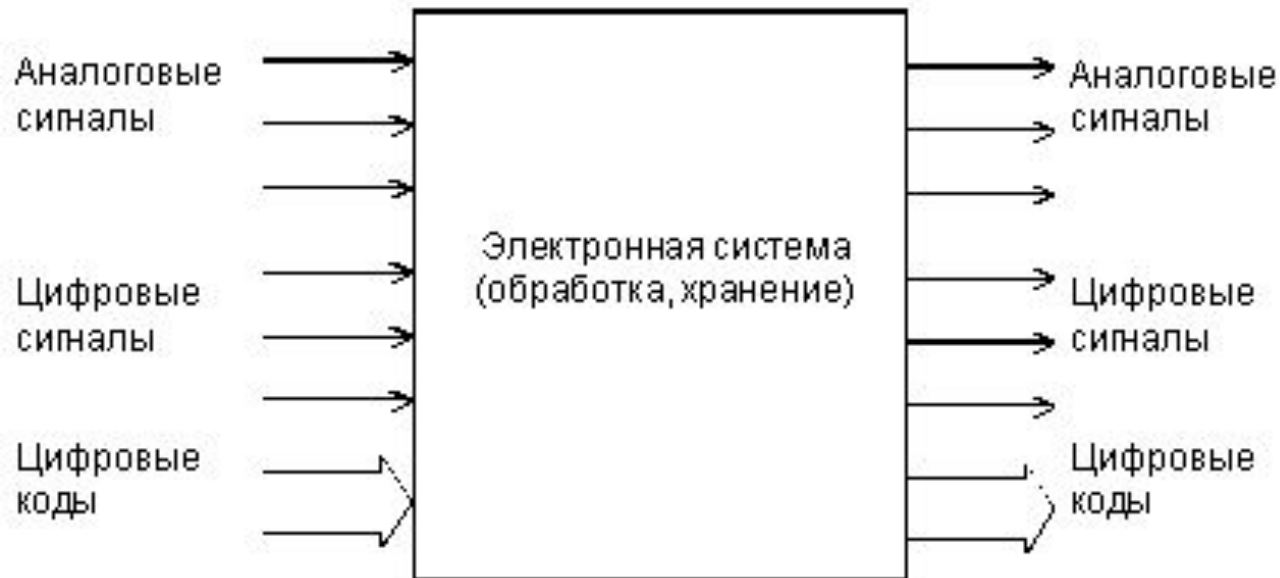 Аналоговые
сигналы
Цифровые
сигналы
Цифровые
коды
Электронная система
(обработка, хранение)
Аналоговые
сигналы
Цифровые
сигналы
Цифровые
коды